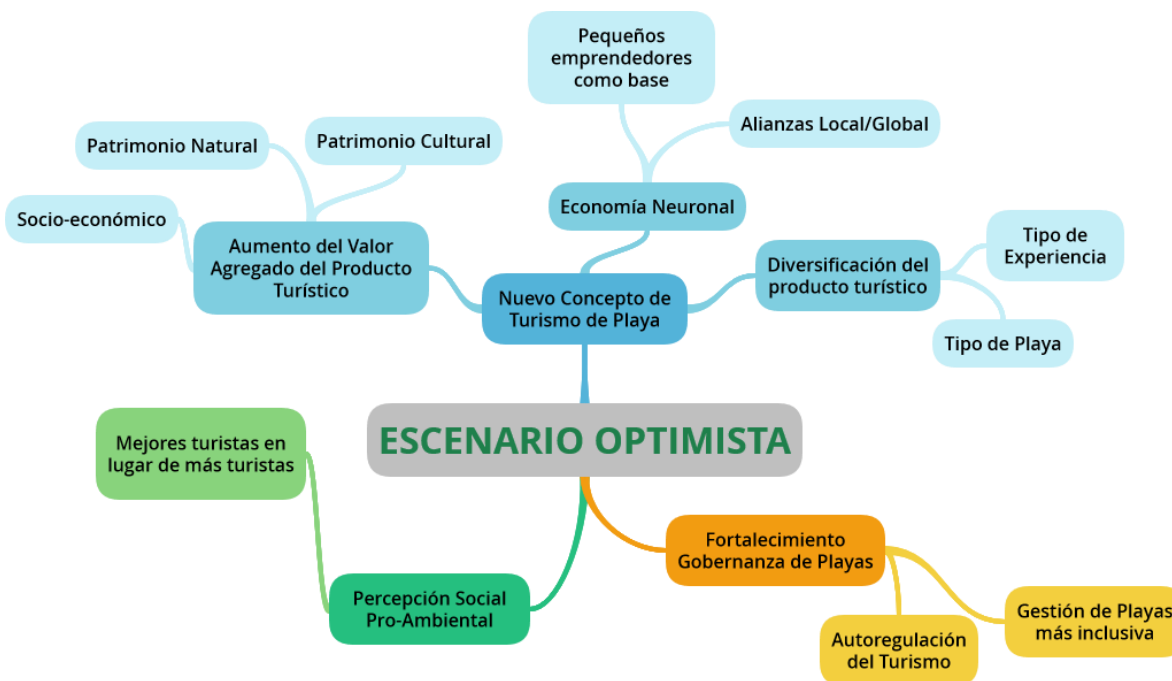 Pequeños
emprendedores
como base
Alianzas Local/Global
Patrimonio Cultural
Patrimonio Natural
Socio-económico
Economía Neuronal
Aumento del Valor
Agregado del Producto
Turístico
Tipo de
Experiencia
Diversificación del
producto turístico
Nuevo Concepto de
Turismo de Playa
Tipo de Playa
ESCENARIO OPTIMISTA
Mejores turistas en
lugar de más turistas
Fortalecimiento
Gobernanza de Playas
Percepción Social
Pro-Ambiental
Gestión de Playas
más inclusiva
Autoregulación
del Turismo